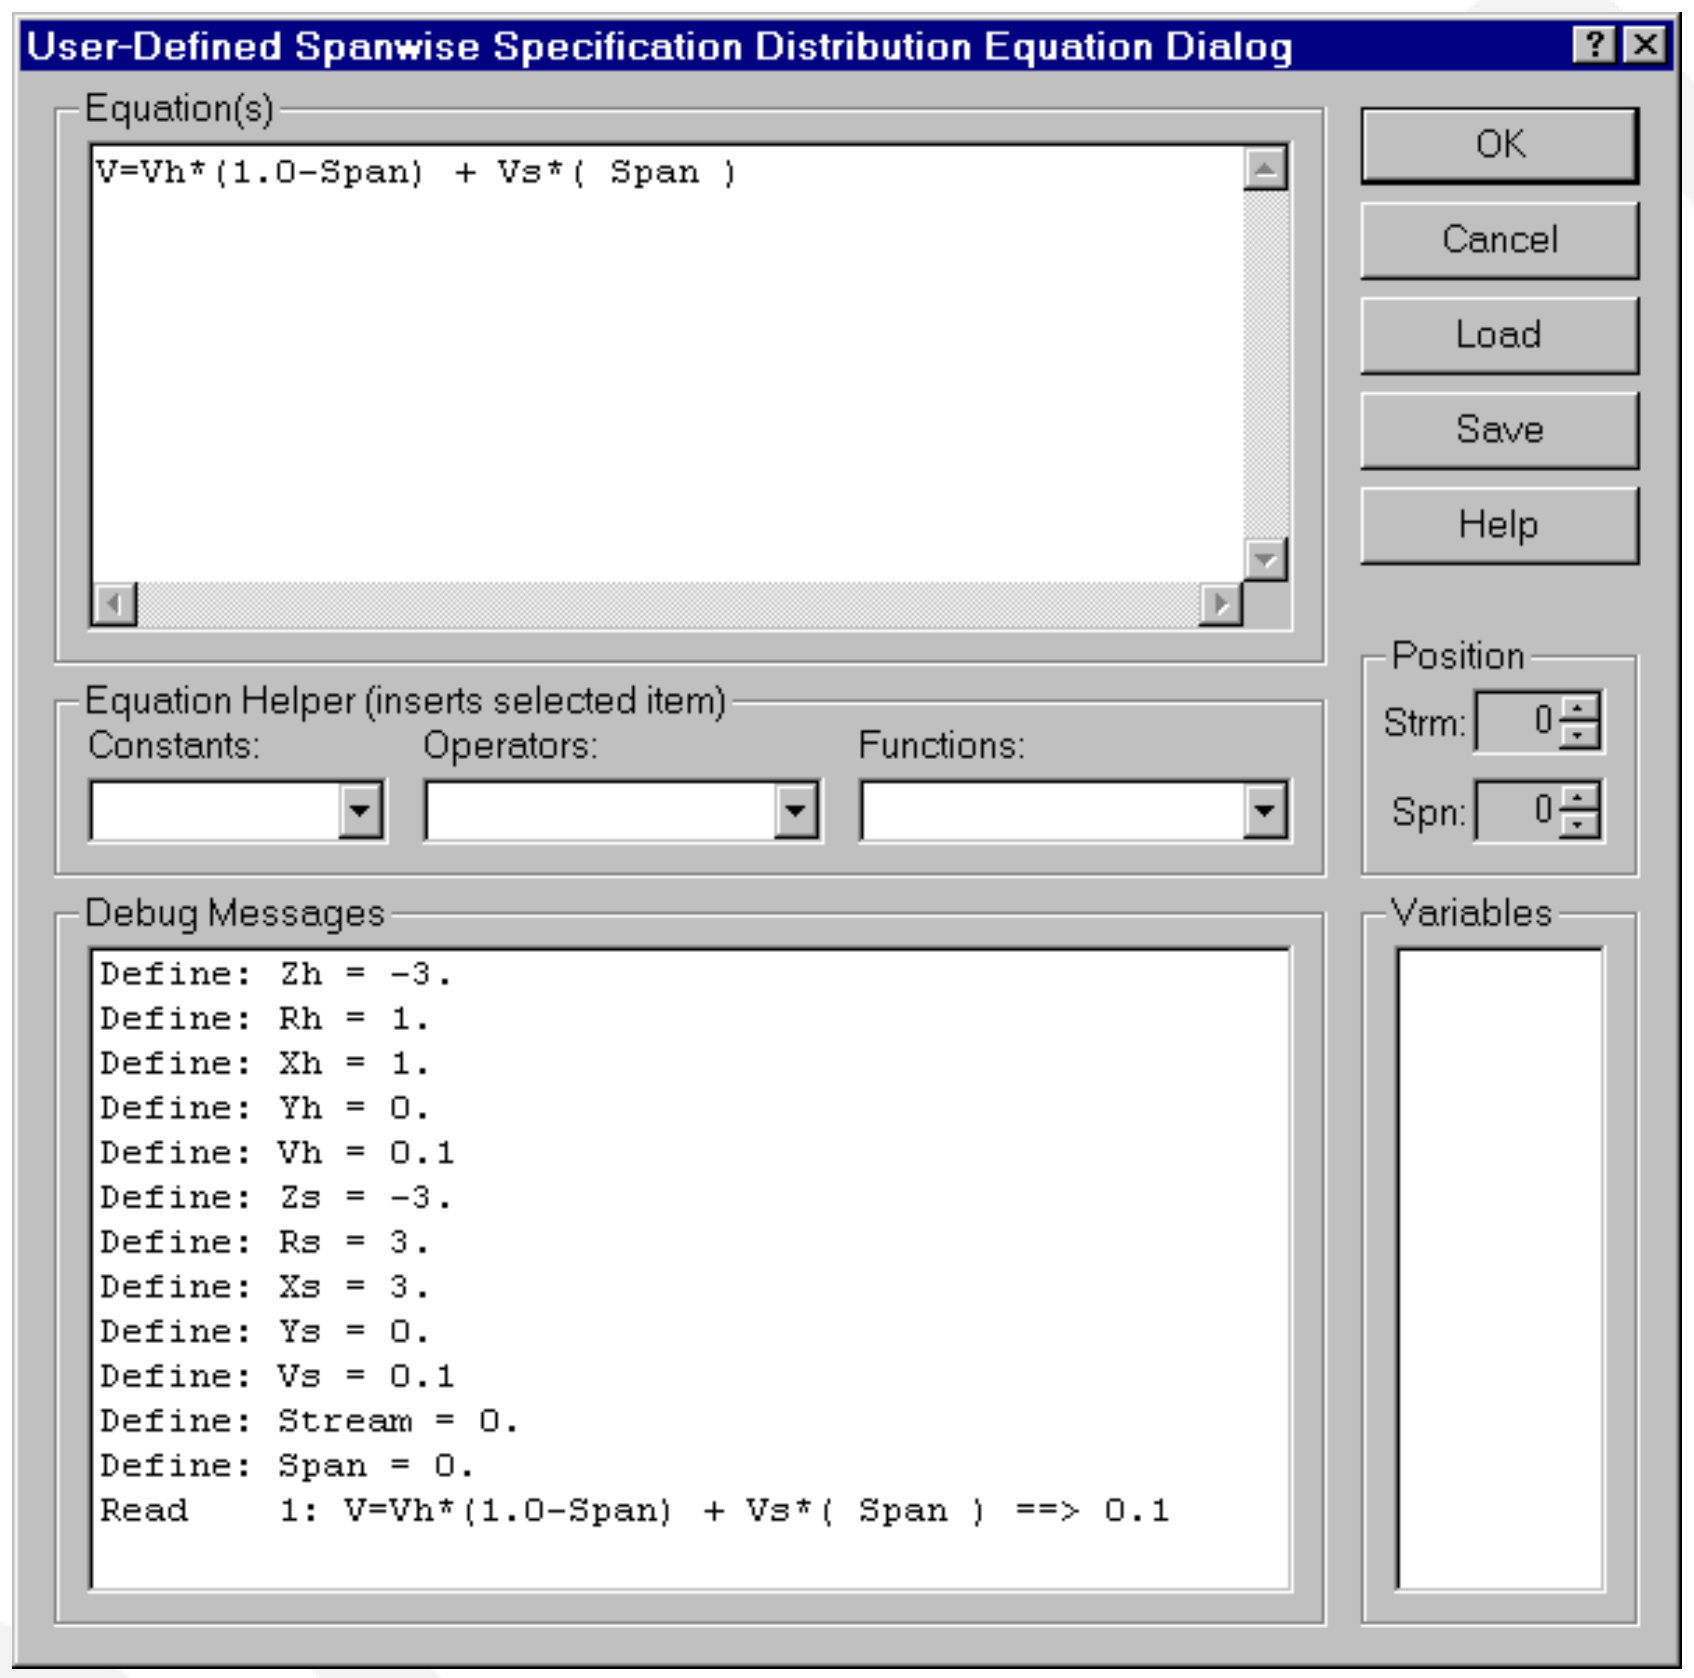 User-Defined Spanwise Specification Distribution Equation Dialog
Equation(s)
V=Vh*(1.0-Span) + Vs*( Span )
OK
Cancel
Load
Save
Help
Position
Strm: 0
Spn: 0
Equation Helper (inserts selected item)
Constants: Operators: Functions:
Debug Messages
Define: Zh = -3.
Define: Rh = 1.
Define: Xh = 1.
Define: Yh = 0.
Define: Vh = 0.1
Define: Zs = -3.
Define: Rs = 3.
Define: Xs = 3.
Define: Ys = 0.
Define: Vs = 0.1
Define: Stream = 0.
Define: Span = 0.
Read    1: V=Vh*(1.0-Span) + Vs*( Span ) ==> 0.1
Variables